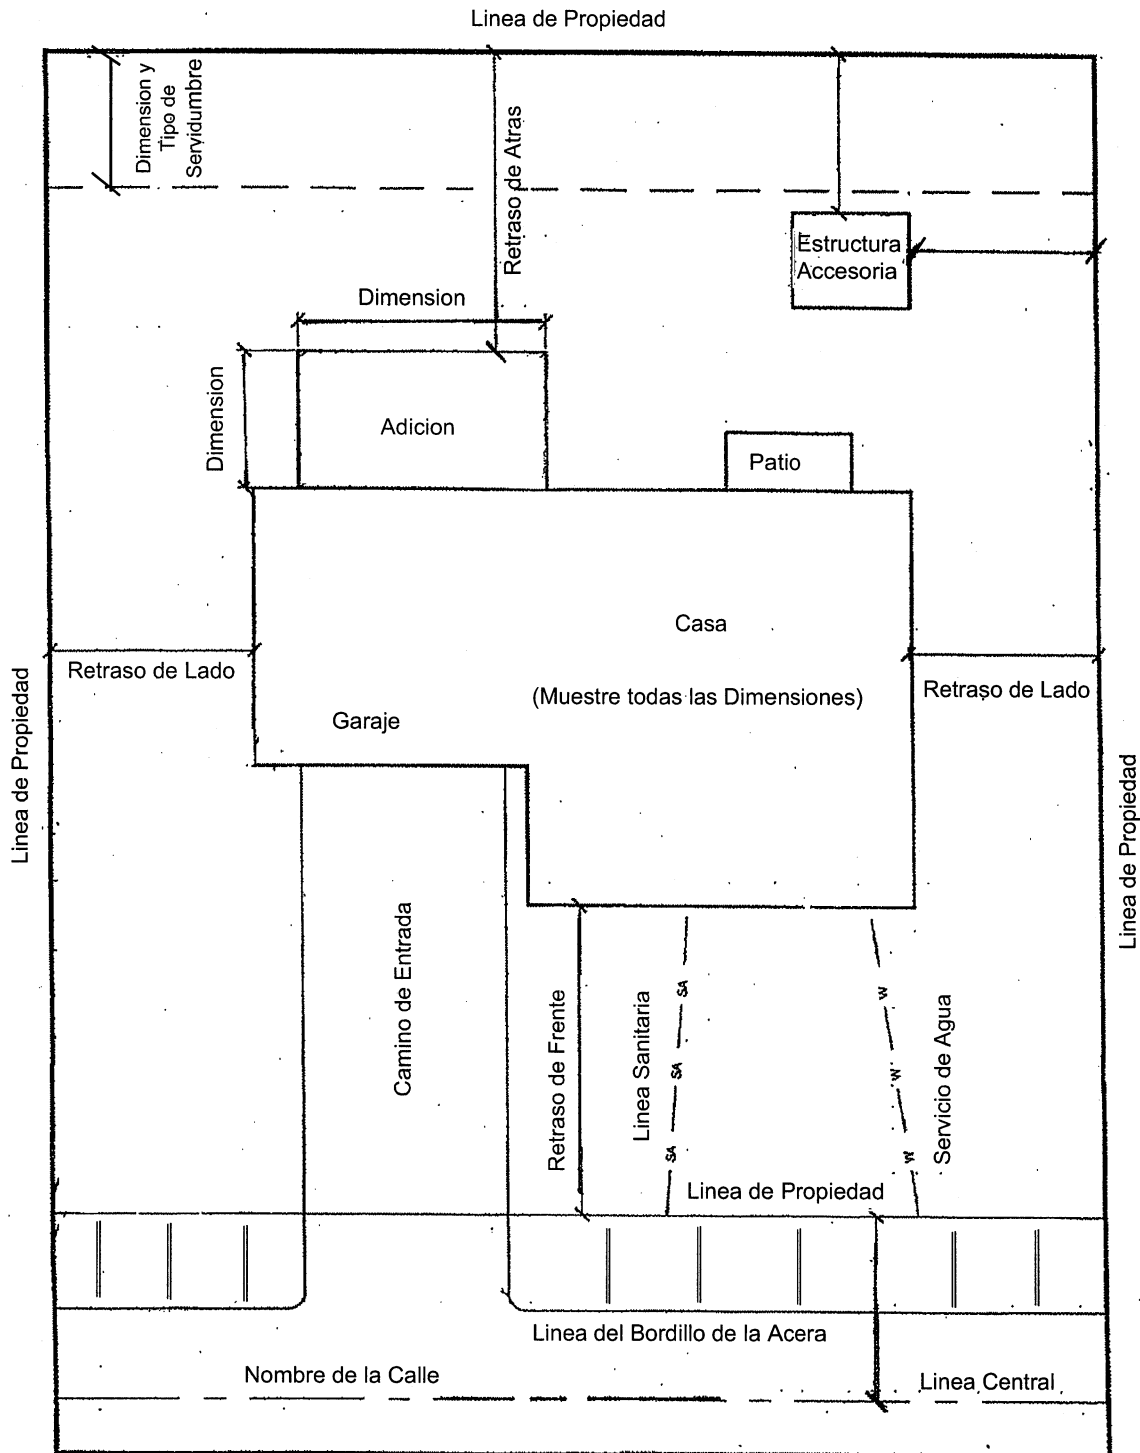 Linea de Propiedad
Dimension y
Tipo de
Servidumbre
Retraso de Atras
Estructura
Accesoria
Dimension
Dimension
Adicion
Patio
Casa
Retraso de Lado
(Muestre todas las Dimensiones)
Retraso de Lado
Garaje
Linea de Propiedad
Linea de Propiedad
Camino de Entrada
Retraso de Frente
Linea Sanitaria
SA
SA
SA
W
W
W
Servicio de Agua
Linea de Propiedad
Linea del Bordillo de la Acera
Nombre de la Calle
Linea Central